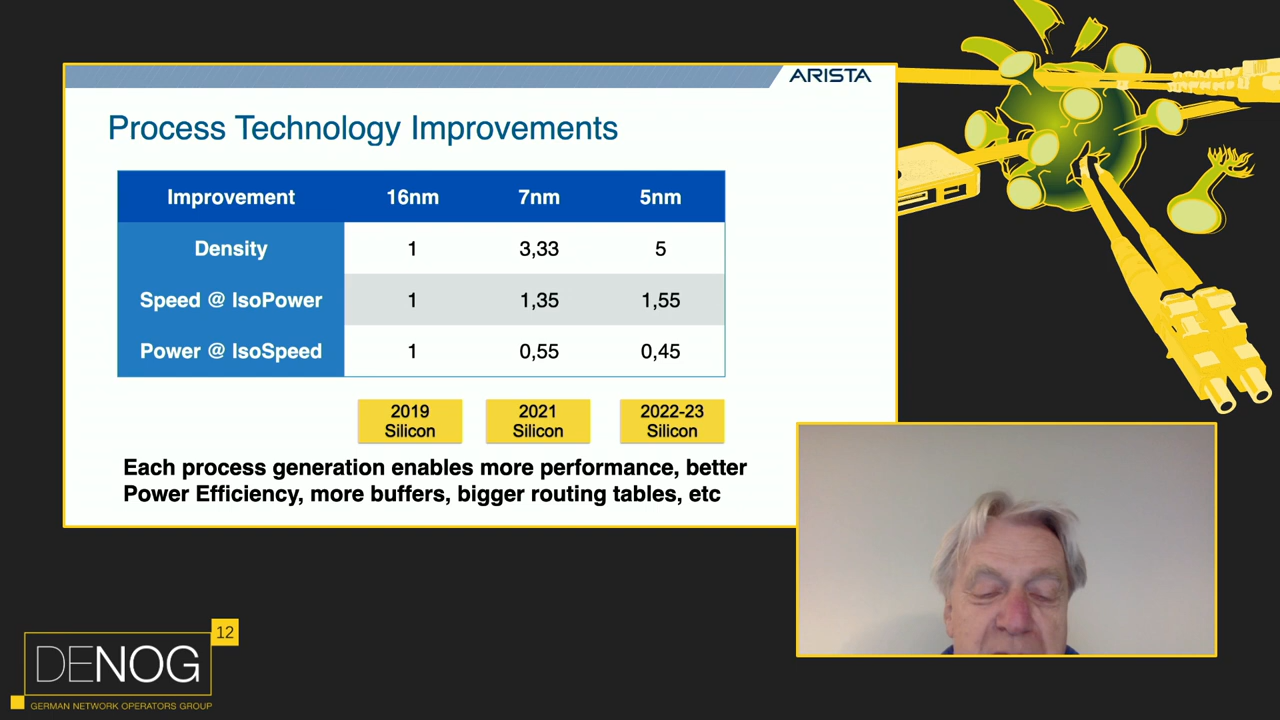 ARISTA
Process Technology Improvements
Improvement 16nm 7nm 5nm
Density 1 3,33 5
Speed @ IsoPower 1 1,35 1,55
Power @ IsoSpeed 1 0,55 0,45
2019 2021 2022-23
Silicon Silicon Silicon
Each process generation enables more performance, better
Power Efficiency, more buffers, bigger routing tables, etc
12
DENOG
GERMAN NETWORK OPERATORS GROUP